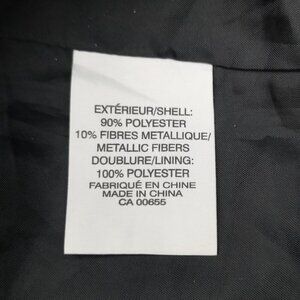 EXTÉRIEUR/SHELL:
90% POLYESTER
10% FIBRES METALLIQUE/
METALLIC FIBERS
DOUBLURE/LINING:
100% POLYESTER
FABRIQUÉ EN CHINE
MADE IN CHINA
CA 00655